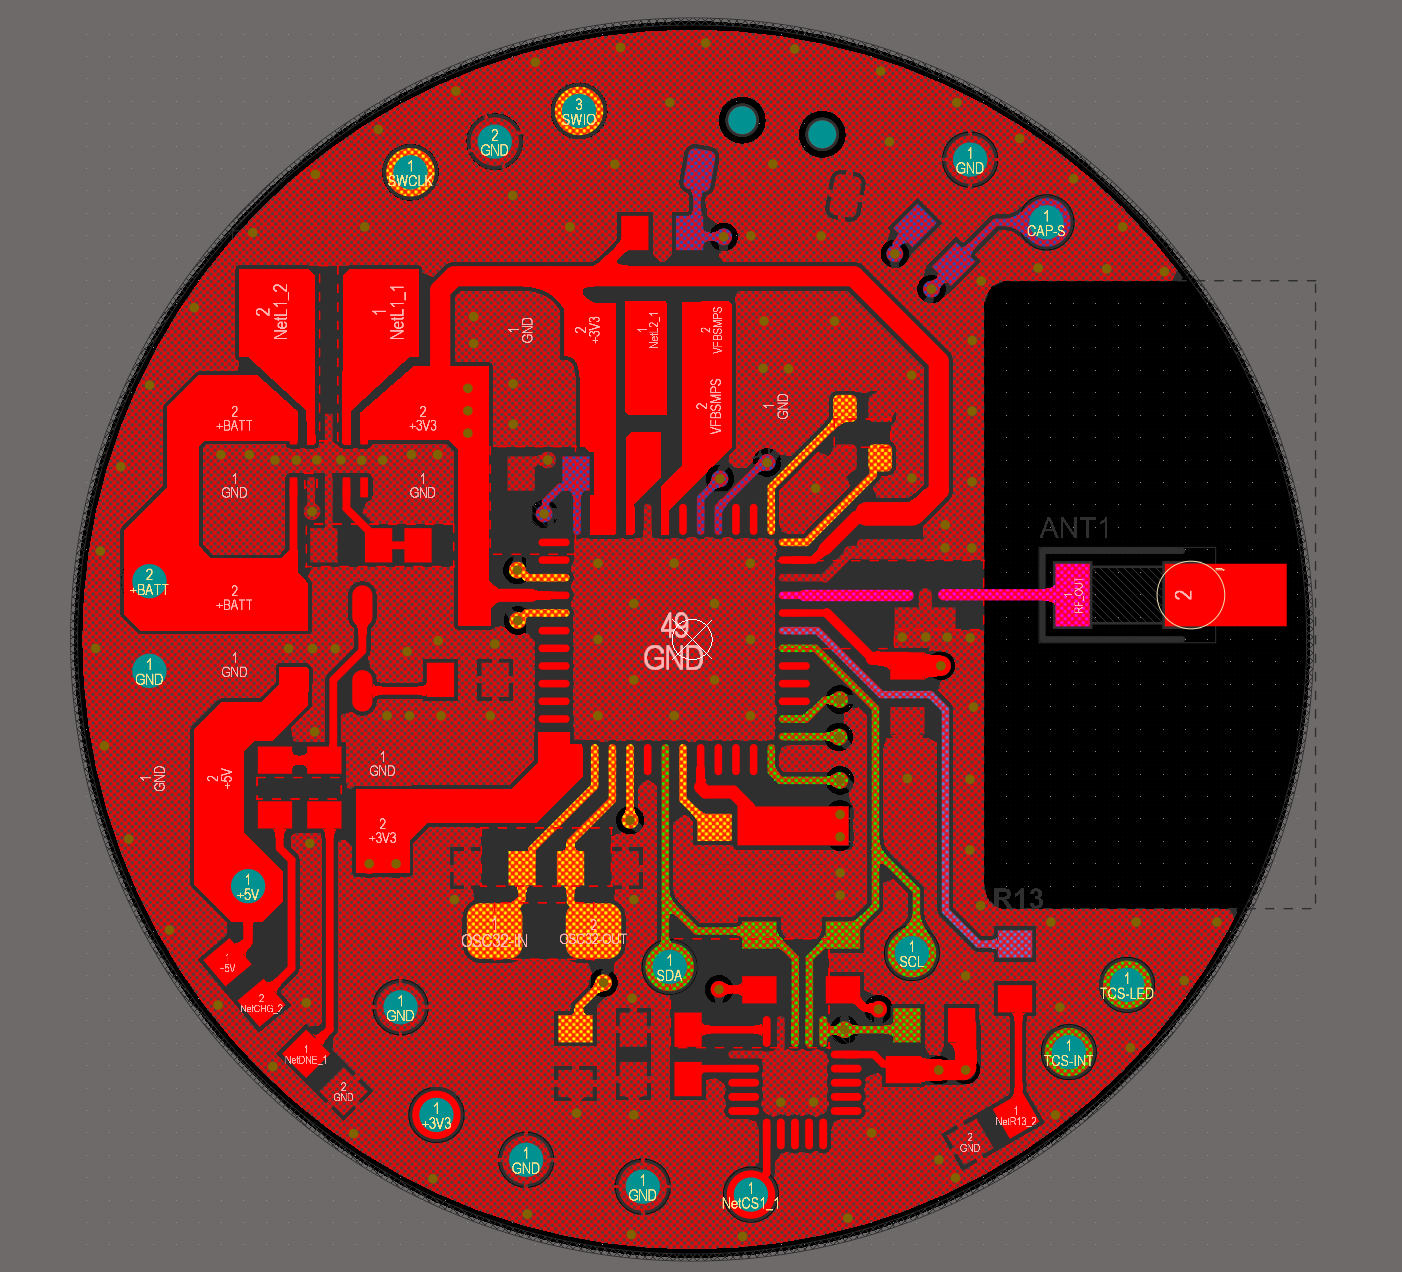 3
SWIO
2
GND
1
SWCLK
1
GND
1
CAP-S
2
NetL1_2
1
NetL1_1
1
GND
2
+3V3
1
NetL2_1
2
VFBSMPS
2
VFBSMPS
1
GND
2
+BATT
2
+3V3
1
GND
1
GND
ANT1
2
+BATT
2
+BATT
1
RF_OUT
2
49
GND
1
GND
1
GND
1
GND
2
+5V
1
GND
2
+3V3
1
+5V
R13
1
OSC32-IN
2
OSC32-OUT
1
SDA
1
SCL
1
+5V
2
NetCHG_2
1
GND
1
TCS-LED
1
TCS-INT
1
NetDNE_1
2
GND
1
+3V3
1
NetR13_2
2
GND
1
GND
1
GND
1
NetCS1_1